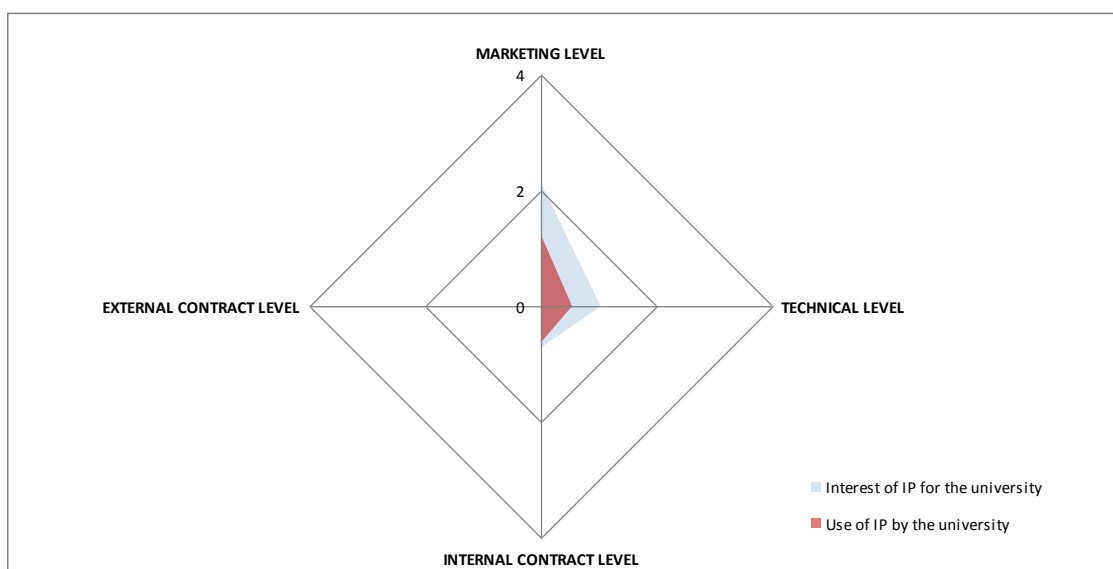 MARKETING LEVEL
4
2
0
EXTERNAL CONTRACT LEVEL
TECHNICAL LEVEL
INTERNAL CONTRACT LEVEL
Interest of IP for the university
Use of IP by the university